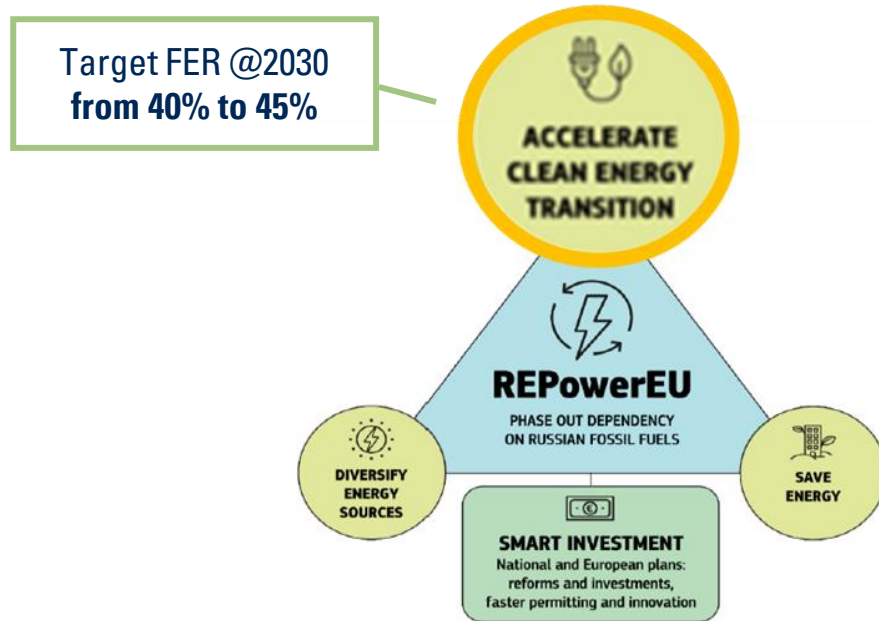 Target FER @2030
from 40% to 45%
ACCELERATE
CLEAN ENERGY
TRANSITION
REPowerEU
PHASE OUT DEPENDENCY
ON RUSSIAN FOSSIL FUELS
DIVERSIFY
ENERGY
SOURCES
SAVE
ENERGY
€
SMART INVESTMENT
National and European plans:
reforms and investments,
faster permitting and innovation